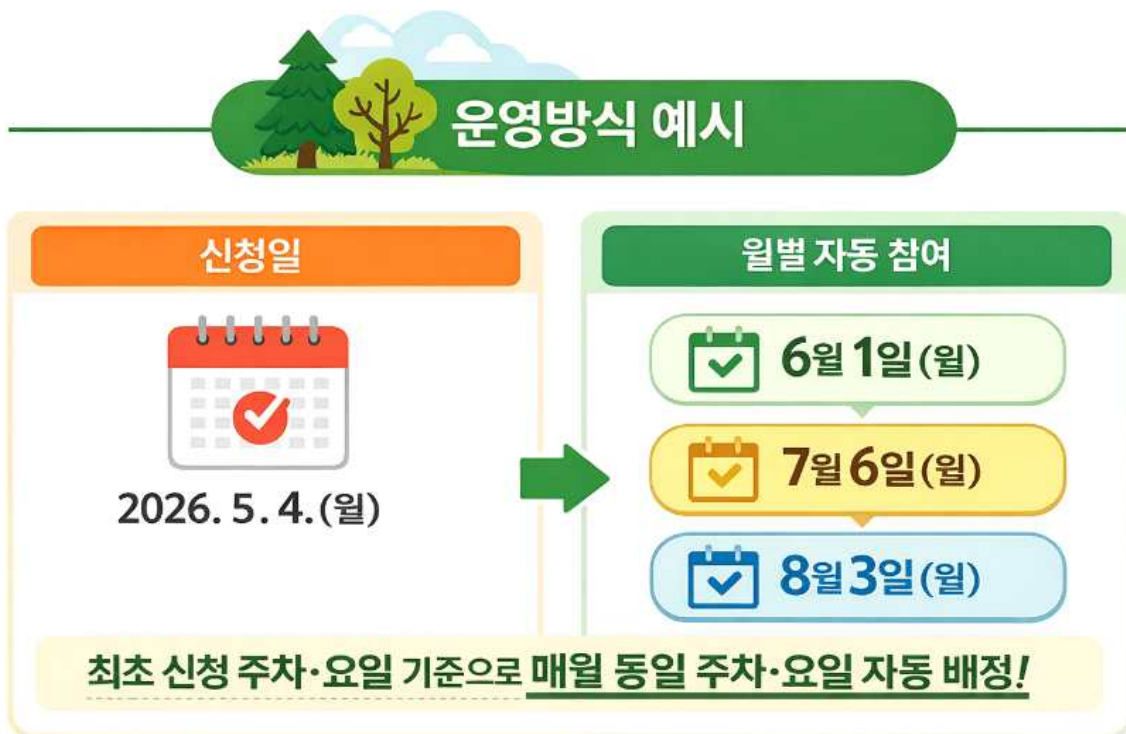 운영방식 예시
신청일
2026. 5. 4.(월)
월별 자동 참여
6월 1일 (월)
7월 6일 (월)
8월 3일 (월)
최초 신청 주차·요일 기준으로 매월 동일 주차·요일 자동 배정!